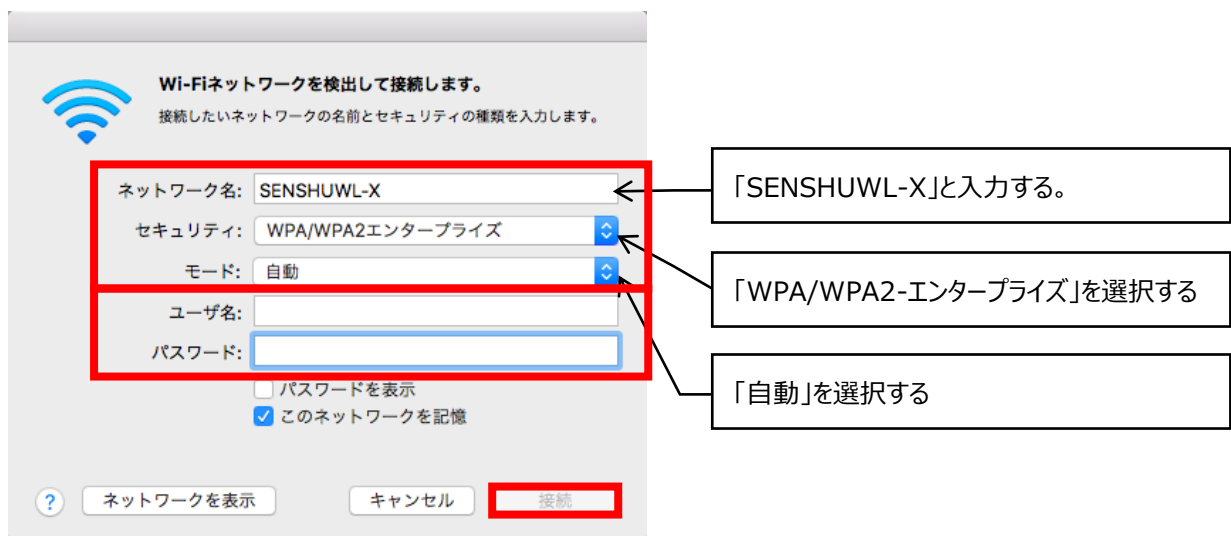 Wi-Fiネットワークを検出して接続します。
接続したいネットワークの名前とセキュリティの種類を入力します。
ネットワーク名: SENSHUWL-X
「SENSHUWL-X」と入力する。
セキュリティ: WPA/WPA2エンタープライズ
モード: 自動
「WPA/WPA2-エンタープライズ」を選択する
ユーザ名:
パスワード:
パスワードを表示
「自動」を選択する
このネットワークを記憶
? ネットワークを表示 キャンセル 接続